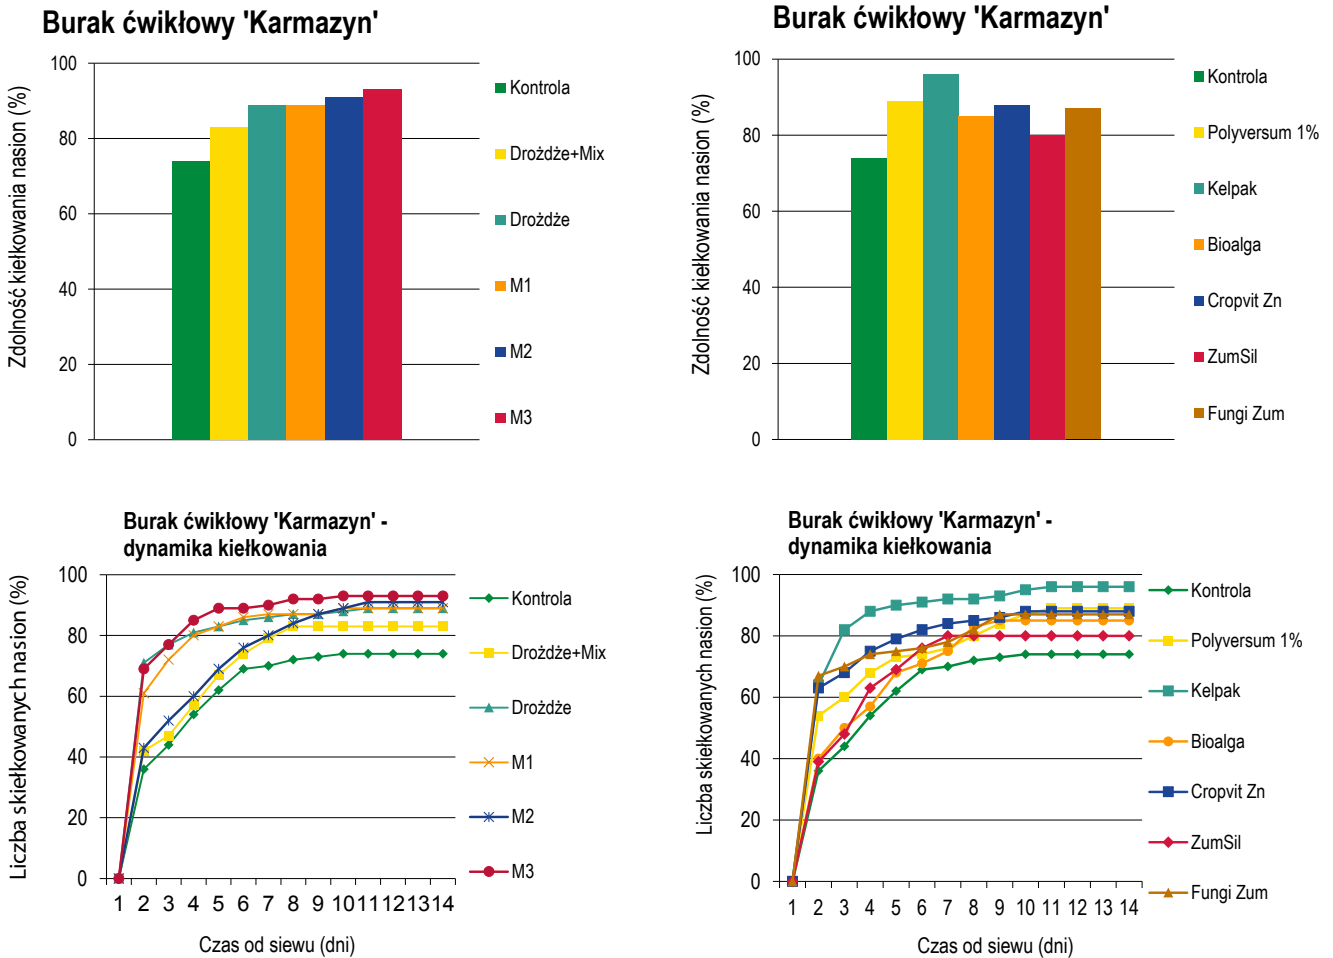 Burak ćwikłowy 'Karmazyn'
Zdolność kiełkowania nasion (%)
100
80
60
40
20
0
Kontrola
Drożdże+Mix
Drożdże
M1
M2
M3
Burak ćwikłowy 'Karmazyn'
Zdolność kiełkowania nasion (%)
100
80
60
40
20
0
Kontrola
Polyversum 1%
Kelpak
Bioalga
Cropvit Zn
ZumSil
Fungi Zum
Burak ćwikłowy 'Karmazyn' -
dynamika kiełkowania
Liczba skiełkowanych nasion (%)
100
80
60
40
20
0
1 2 3 4 5 6 7 8 9 10 11 12 13 14
Czas od siewu (dni)
Kontrola
Drożdże+Mix
Drożdże
M1
M2
M3
Burak ćwikłowy 'Karmazyn' -
dynamika kiełkowania
Liczba skiełkowanych nasion (%)
100
80
60
40
20
0
1 2 3 4 5 6 7 8 9 10 11 12 13 14
Czas od siewu (dni)
Kontrola
Polyversum 1%
Kelpak
Bioalga
Cropvit Zn
ZumSil
Fungi Zum